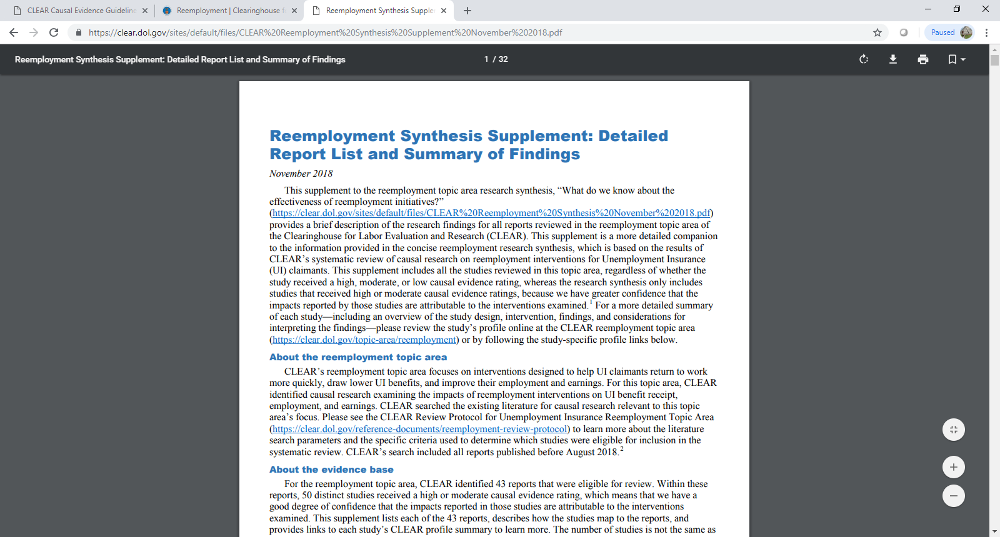 CLEAR Causal Evidence Guideline
Reemployment | Clearinghouse f
Reemployment Synthesis Supple
https://clear.dol.gov/sites/default/files/CLEAR%20Reemployment%20Synthesis%20Supplement%20November%202018.pdf
Paused
Reemployment Synthesis Supplement: Detailed Report List and Summary of Findings
1 / 32
Reemployment Synthesis Supplement: Detailed
Report List and Summary of Findings
November 2018
This supplement to the reemployment topic area research synthesis, “What do we know about the
effectiveness of reemployment initiatives?”
(https://clear.dol.gov/sites/default/files/CLEAR%20Reemployment%20Synthesis%20November%202018.pdf)
provides a brief description of the research findings for all reports reviewed in the reemployment topic area of
the Clearinghouse for Labor Evaluation and Research (CLEAR). This supplement is a more detailed companion
to the information provided in the concise reemployment research synthesis, which is based on the results of
CLEAR’s systematic review of causal research on reemployment interventions for Unemployment Insurance
(UI) claimants. This supplement includes all the studies reviewed in this topic area, regardless of whether the
study received a high, moderate, or low causal evidence rating, whereas the research synthesis only includes
studies that received high or moderate causal evidence ratings, because we have greater confidence that the
impacts reported by those studies are attributable to the interventions examined.1 For a more detailed summary
of each study—including an overview of the study design, intervention, findings, and considerations for
interpreting the findings—please review the study’s profile online at the CLEAR reemployment topic area
(https://clear.dol.gov/topic-area/reemployment) or by following the study-specific profile links below.
About the reemployment topic area
CLEAR’s reemployment topic area focuses on interventions designed to help UI claimants return to work
more quickly, draw lower UI benefits, and improve their employment and earnings. For this topic area, CLEAR
identified causal research examining the impacts of reemployment interventions on UI benefit receipt,
employment, and earnings. CLEAR searched the existing literature for causal research relevant to this topic
area’s focus. Please see the CLEAR Review Protocol for Unemployment Insurance Reemployment Topic Area
(https://clear.dol.gov/reference-documents/reemployment-review-protocol) to learn more about the literature
search parameters and the specific criteria used to determine which studies were eligible for inclusion in the
systematic review. CLEAR’s search included all reports published before August 2018.2
About the evidence base
For the reemployment topic area, CLEAR identified 43 reports that were eligible for review. Within these
reports, 50 distinct studies received a high or moderate causal evidence rating, which means that we have a
good degree of confidence that the impacts reported in those studies are attributable to the interventions
examined. This supplement lists each of the 43 reports, describes how the studies map to the reports, and
provides links to each study’s CLEAR profile summary to learn more. The number of studies is not the same as